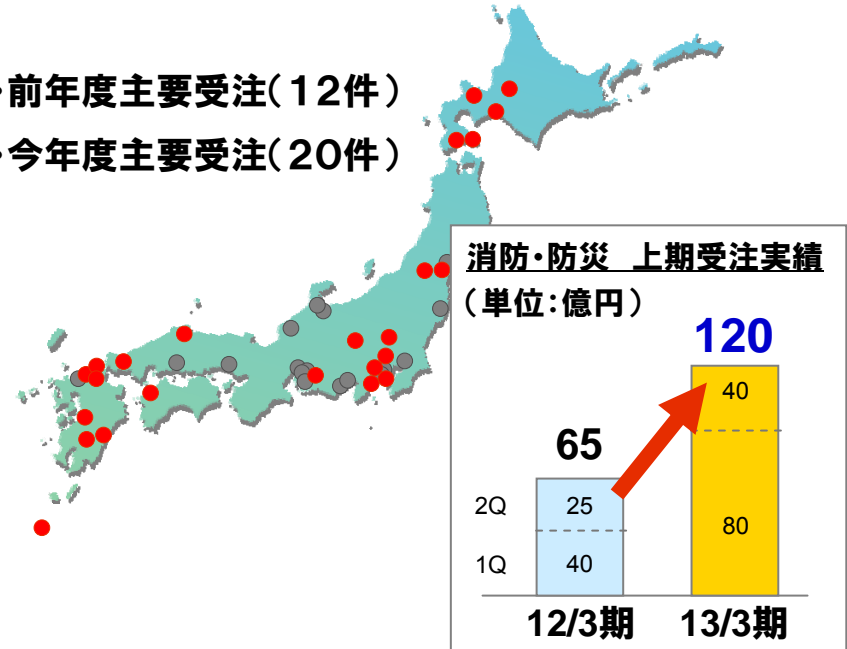 ・前年度主要受注(12件)
・今年度主要受注(20件)
消防・防災 上期受注実績
(単位:億円)
120
40
65
2Q
25
80
1Q
40
12/3期
13/3期